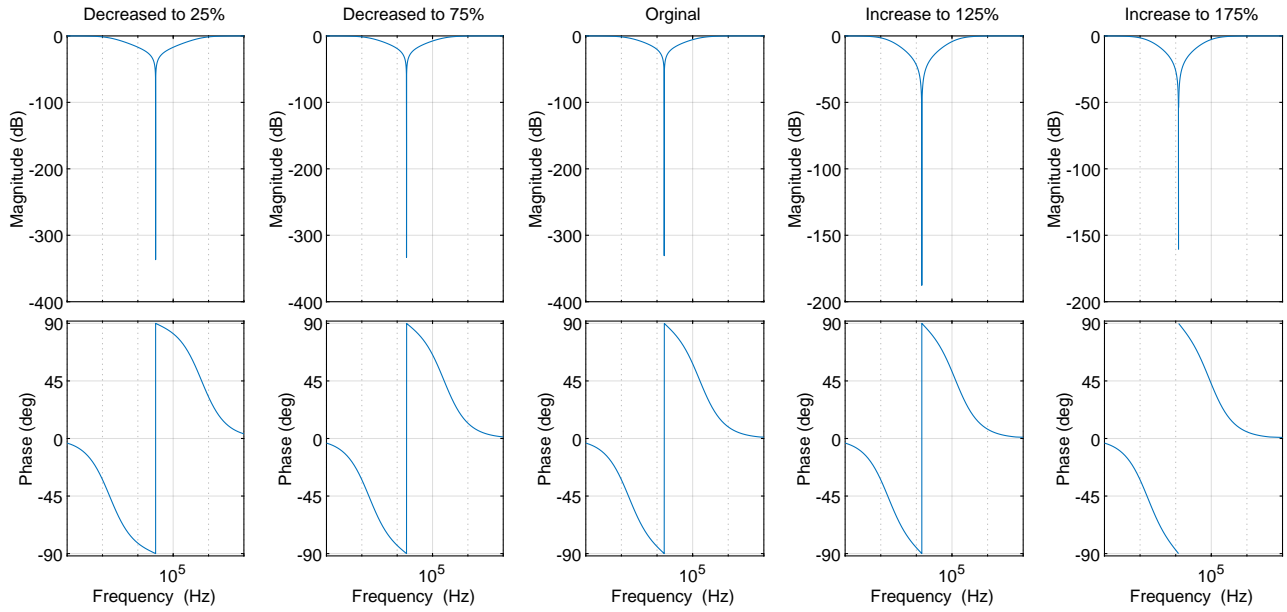 Decreased to 25%
Decreased to 75%
Orginal
Increase to 125%
Increase to 175%
0
-100
-200
-300
-400
Magnitude (dB)
0
-100
-200
-300
-400
Magnitude (dB)
0
-100
-200
-300
-400
Magnitude (dB)
0
-50
-100
-150
-200
Magnitude (dB)
0
-50
-100
-150
-200
Magnitude (dB)
90
45
0
-45
-90
Phase (deg)
10^5
Frequency (Hz)
90
45
0
-45
-90
Phase (deg)
10^5
Frequency (Hz)
90
45
0
-45
-90
Phase (deg)
10^5
Frequency (Hz)
90
45
0
-45
-90
Phase (deg)
10^5
Frequency (Hz)
90
45
0
-45
-90
Phase (deg)
10^5
Frequency (Hz)